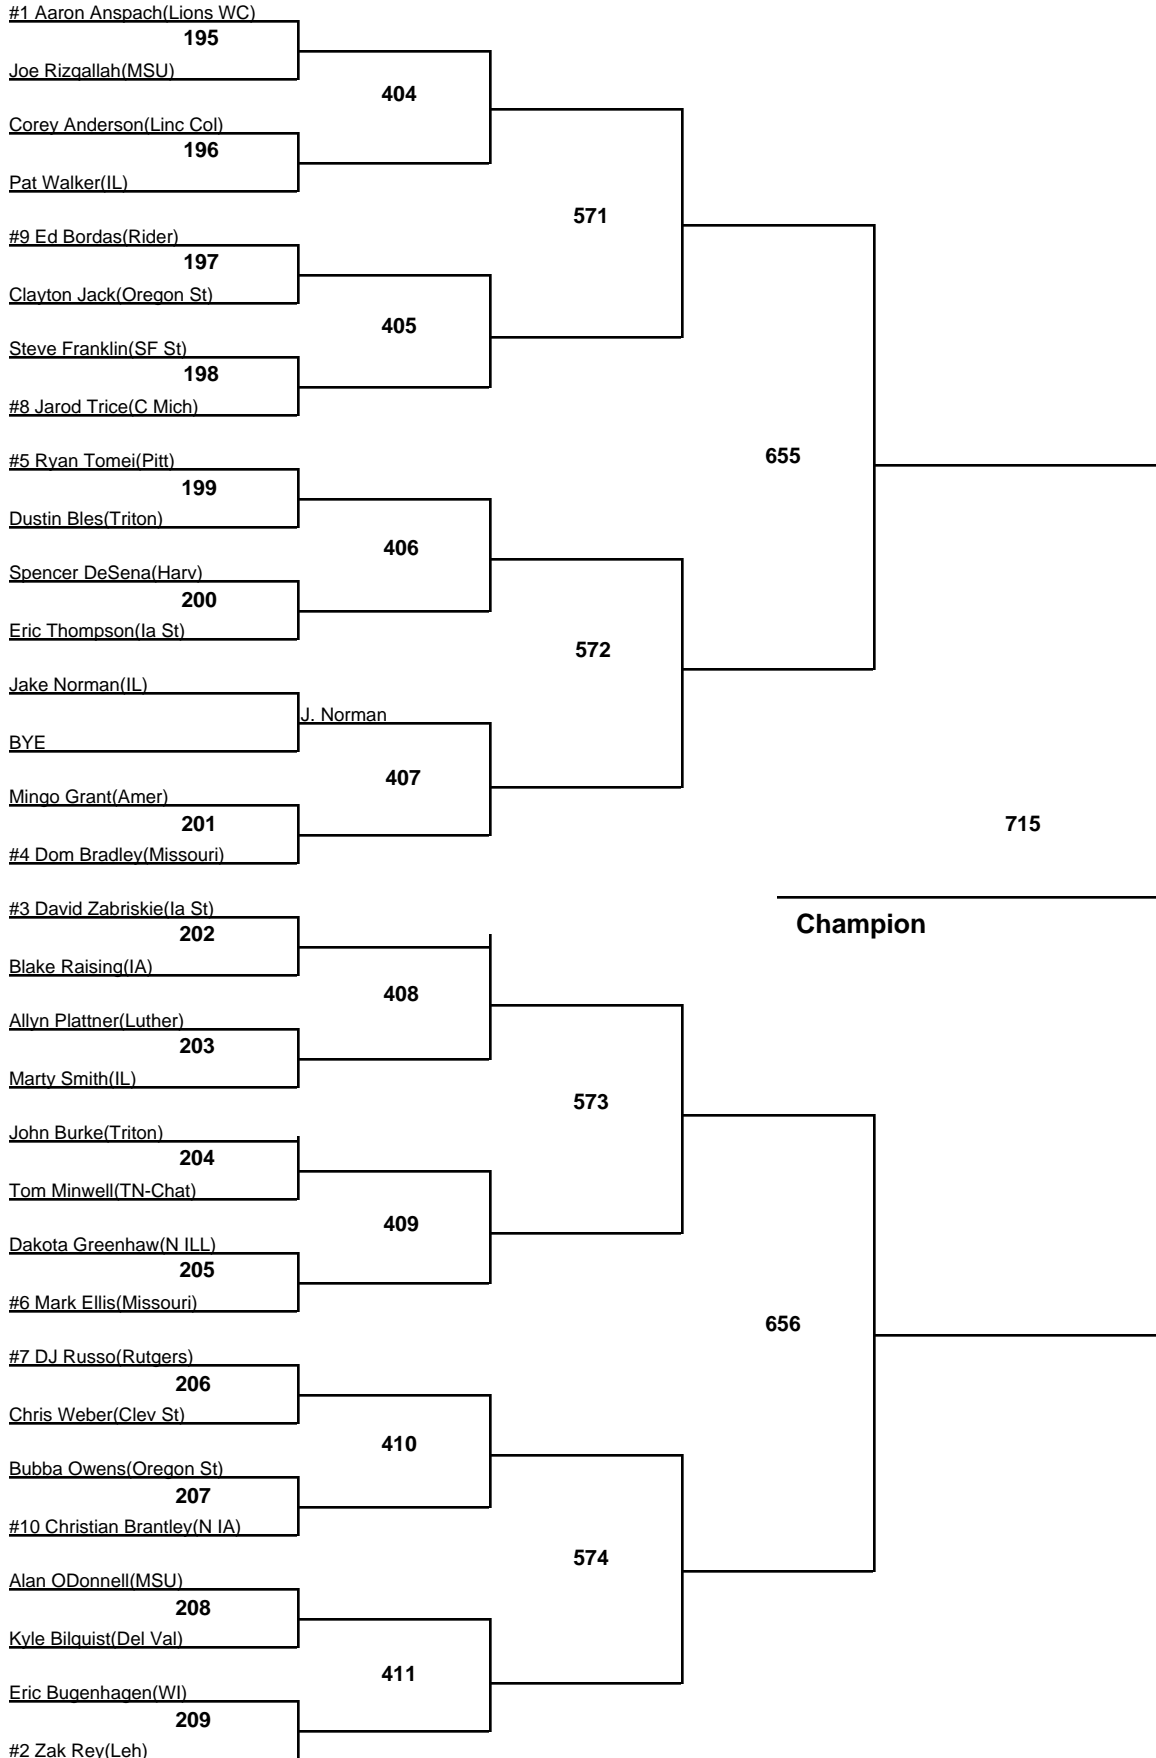 #1 Aaron Anspach(Lions WC)
195
Joe Rizqallah(MSU)
404
Corey Anderson(Linc Col)
196
Pat Walker(IL)
571
#9 Ed Bordas(Rider)
197
Clayton Jack(Oregon St)
405
Steve Franklin(SF St)
198
#8 Jarod Trice(C Mich)
655
#5 Ryan Tomei(Pitt)
199
Dustin Bles(Triton)
406
Spencer DeSena(Harv)
200
Eric Thompson(Ia St)
572
Jake Norman(IL)
J. Norman
BYE
407
Mingo Grant(Amer)
201
#4 Dom Bradley(Missouri)
715
#3 David Zabriskie(Ia St)
202
Champion
Blake Raising(IA)
408
Allyn Plattner(Luther)
203
Marty Smith(IL)
573
John Burke(Triton)
204
Tom Minwell(TN-Chat)
409
Dakota Greenhaw(N ILL)
205
#6 Mark Ellis(Missouri)
656
#7 DJ Russo(Rutgers)
206
Chris Weber(Clev St)
410
Bubba Owens(Oregon St)
207
#10 Christian Brantley(N IA)
574
Alan ODonnell(MSU)
208
Kyle Bilquist(Del Val)
411
Eric Bugenhagen(WI)
209
#2 Zak Rey(Leh)